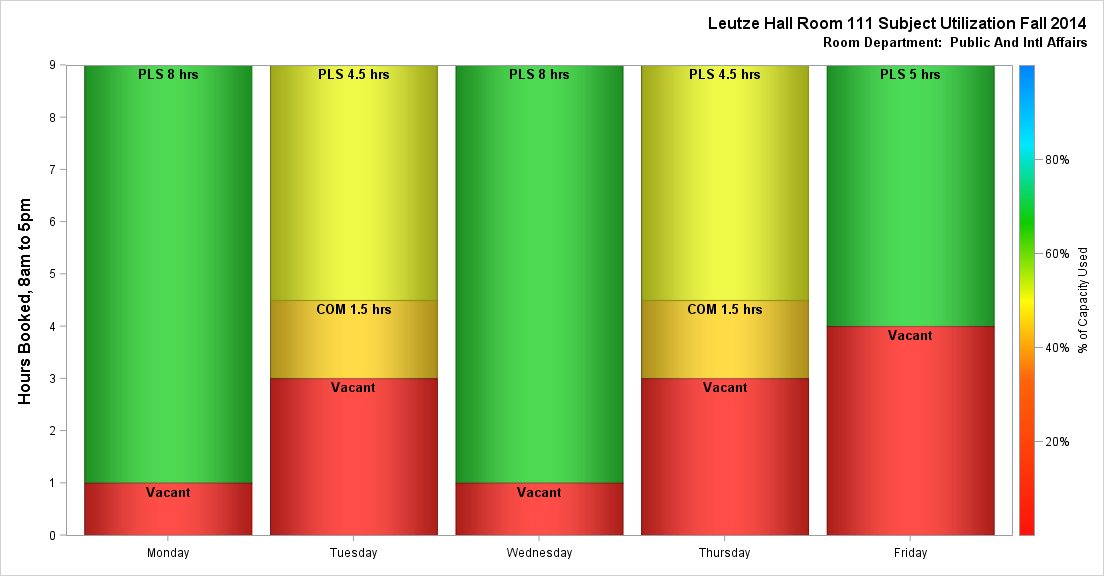 Leutze Hall Room 111 Subject Utilization Fall 2014
Room Department:  Public And Intl Affairs
Hours Booked, 8am to 5pm
9
8
7
6
5
4
3
2
1
0
PLS 8 hrs
Vacant
PLS 4.5 hrs
COM 1.5 hrs
Vacant
PLS 8 hrs
Vacant
PLS 4.5 hrs
COM 1.5 hrs
Vacant
PLS 5 hrs
Vacant
Monday
Tuesday
Wednesday
Thursday
Friday
80%
60%
40%
20%
% of Capacity Used